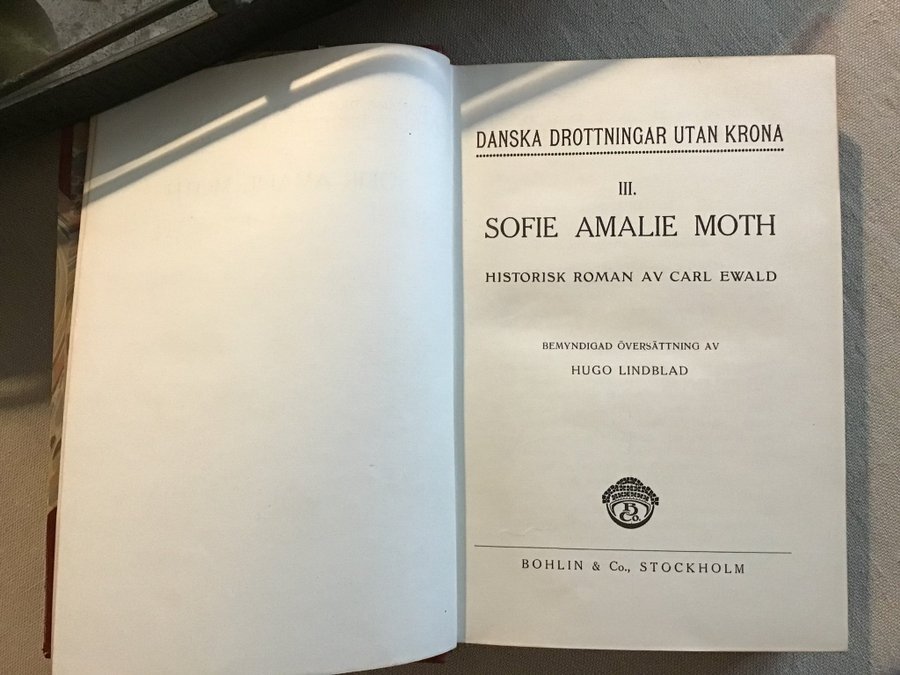 DANSKA DROTTNINGAR UTAN KRONA
III.
SOFIE AMALIE MOTH
HISTORISK ROMAN AV CARL EWALD
BEMYNDIGAD ÖVERSÄTTNING AV
HUGO LINDBLAD
B
Co.
BOHLIN & Co., STOCKHOLM